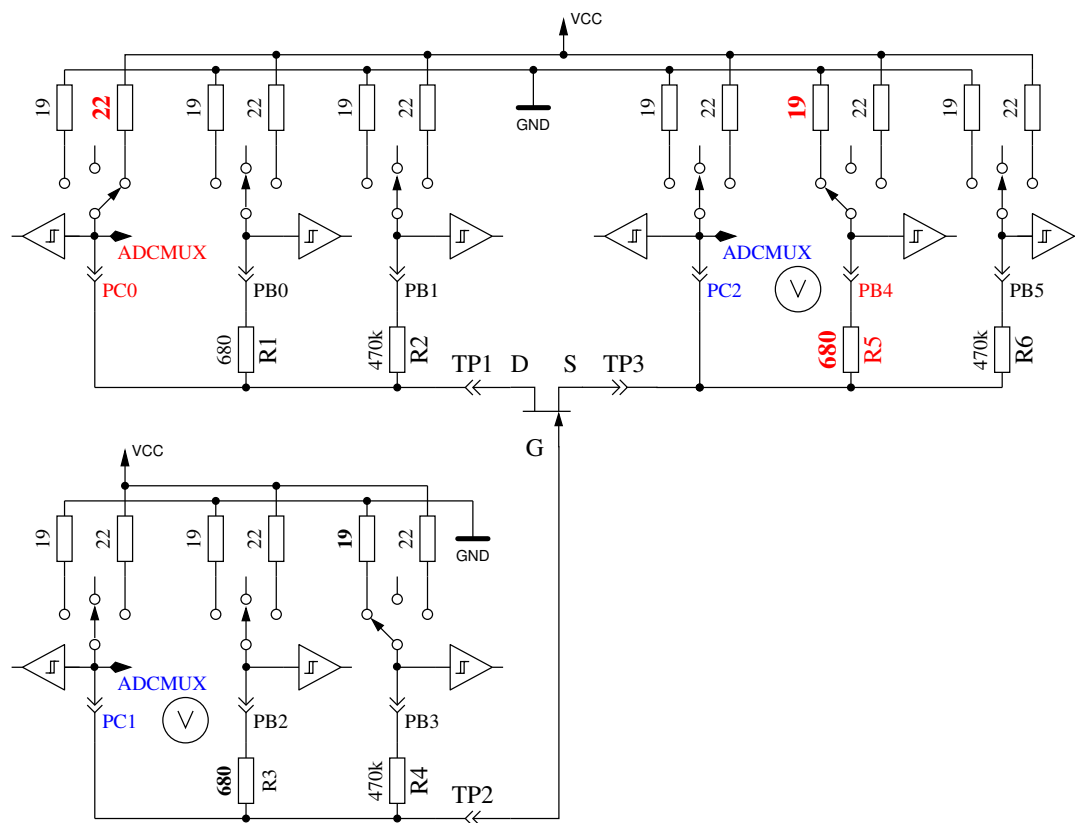 VCC
19
22
19
22
19
22
GND
19
22
19
22
19
22
ADCMUX
ADCMUX
PC0
PB0
PB1
PC2
V
PB4
PB5
680
R1
470k
R2
680
R5
470k
R6
TP1
D
S
TP3
G
VCC
19
22
19
22
19
22
GND
ADCMUX
PC1
V
PB2
PB3
680
R3
470k
R4
TP2